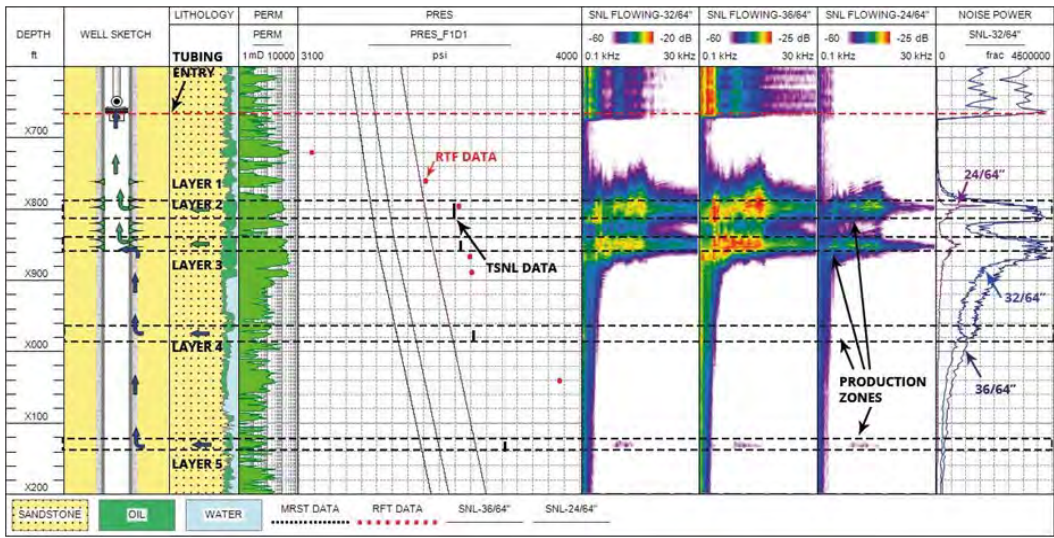 LITHOLOGY PERM PRES SNL FLOWING-32/64" SNL FLOWING-36/64" SNL FLOWING-24/64" NOISE POWER
DEPTH WELL SKETCH PERM PRES_F1D1 -60 -20 dB -60 -25 dB -60 -25 dB SNL-32/64"
ft 1 mD 10000 3100 psi 4000 0.1 kHz 30 kHz 0.1 kHz 30 kHz 0.1 kHz 30 kHz 0 frac 4500000
TUBING
ENTRY
X700
RTF DATA
LAYER 1
24/64"
X800
LAYER 2
LAYER 3
TSNL DATA
X900
32/64"
X000
LAYER 4
36/64"
PRODUCTION
ZONES
X100
LAYER 5
X200
SANDSTONE OIL WATER MRST DATA RFT DATA SNL-36/64" SNL-24/64"